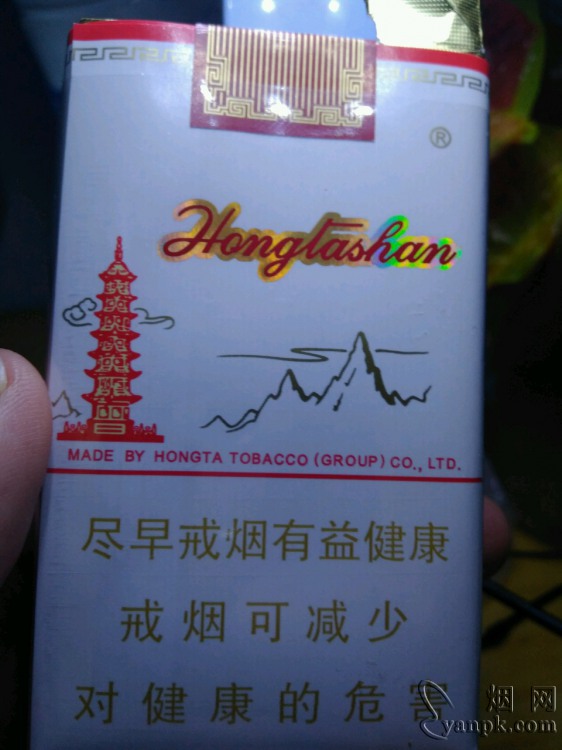 ®
Hongtashan
MADE BY HONGTA TOBACCO (GROUP) CO., LTD.
尽早戒烟有益健康
戒烟可减少
对健康的危害
烟网
yanpk.com